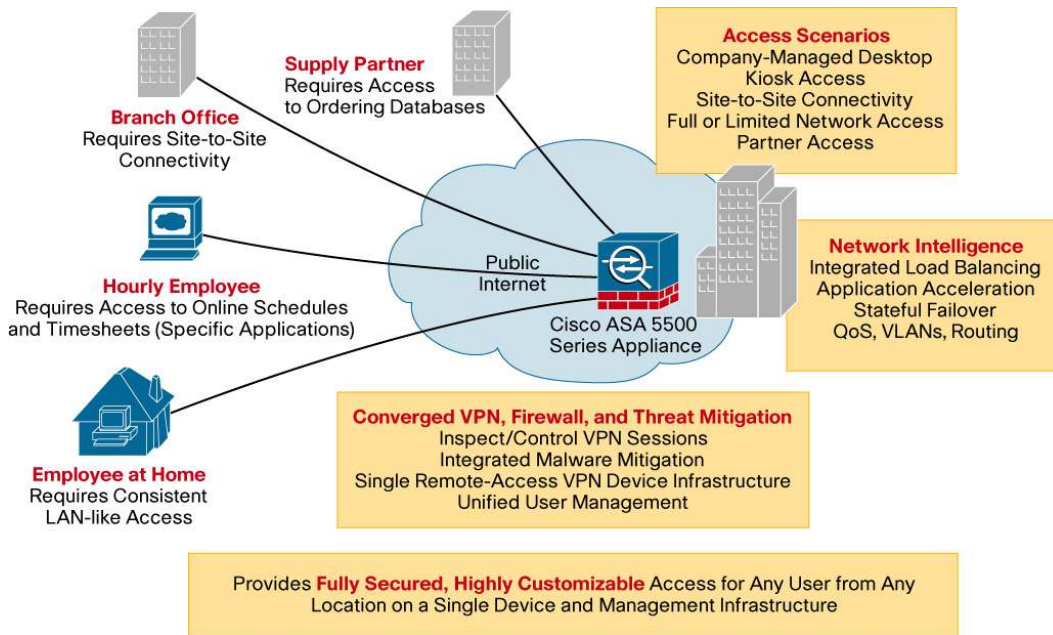 Branch Office
Requires Site-to-Site
Connectivity
Supply Partner
Requires Access
to Ordering Databases
Access Scenarios
Company-Managed Desktop
Kiosk Access
Site-to-Site Connectivity
Full or Limited Network Access
Partner Access
Hourly Employee
Requires Access to Online Schedules
and Timesheets (Specific Applications)
Public
Internet
Cisco ASA 5500
Series Appliance
Network Intelligence
Integrated Load Balancing
Application Acceleration
Stateful Failover
QoS, VLANs, Routing
Employee at Home
Requires Consistent
LAN-like Access
Converged VPN, Firewall, and Threat Mitigation
Inspect/Control VPN Sessions
Integrated Malware Mitigation
Single Remote-Access VPN Device Infrastructure
Unified User Management
Provides Fully Secured, Highly Customizable Access for Any User from Any
Location on a Single Device and Management Infrastructure